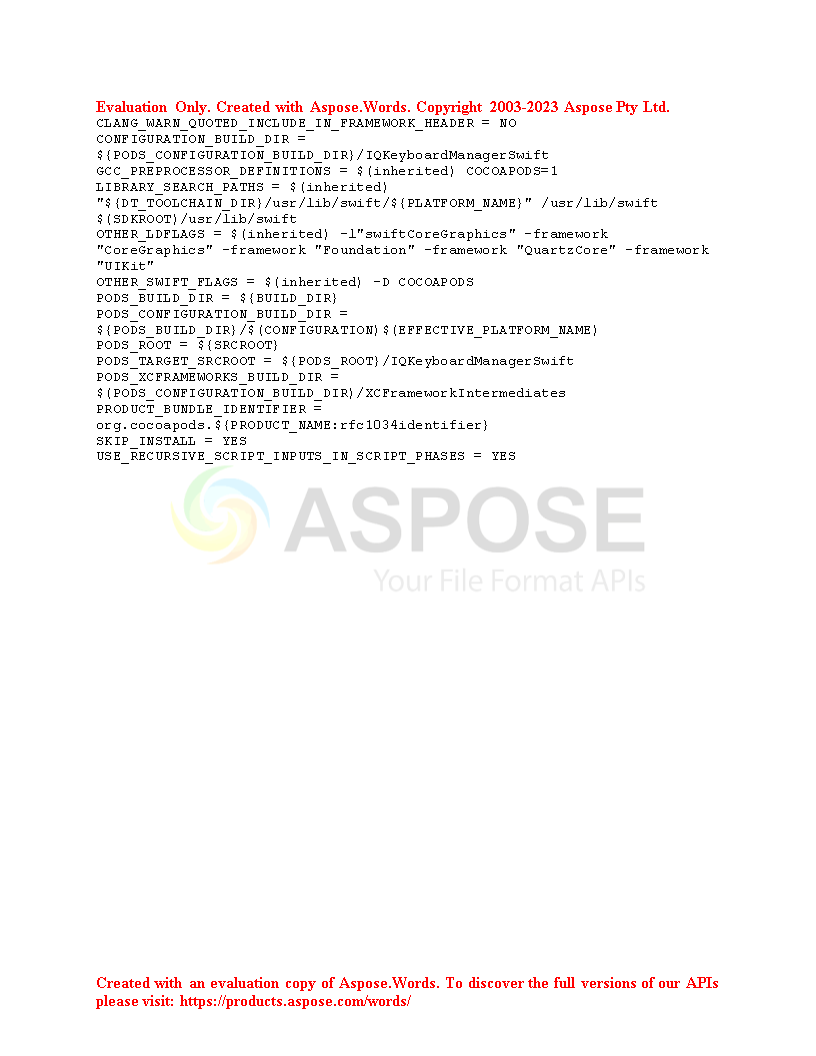 Evaluation Only. Created with Aspose.Words. Copyright 2003-2023 Aspose Pty Ltd.
CLANG_WARN_QUOTED_INCLUDE_IN_FRAMEWORK_HEADER = NO
CONFIGURATION_BUILD_DIR =
${PODS_CONFIGURATION_BUILD_DIR}/IQKeyboardManagerSwift
GCC_PREPROCESSOR_DEFINITIONS = $(inherited) COCOAPODS=1
LIBRARY_SEARCH_PATHS = $(inherited)
"${DT_TOOLCHAIN_DIR}/usr/lib/swift/${PLATFORM_NAME}" /usr/lib/swift
$(SDKROOT)/usr/lib/swift
OTHER_LDFLAGS = $(inherited) -l"swiftCoreGraphics" -framework
"CoreGraphics" -framework "Foundation" -framework "QuartzCore" -framework
"UIKit"
OTHER_SWIFT_FLAGS = $(inherited) -D COCOAPODS
PODS_BUILD_DIR = ${BUILD_DIR}
PODS_CONFIGURATION_BUILD_DIR =
${PODS_BUILD_DIR}/$(CONFIGURATION)$(EFFECTIVE_PLATFORM_NAME)
PODS_ROOT = ${SRCROOT}
PODS_TARGET_SRCROOT = ${PODS_ROOT}/IQKeyboardManagerSwift
PODS_XCFRAMEWORKS_BUILD_DIR =
$(PODS_CONFIGURATION_BUILD_DIR)/XCFrameworkIntermediates
PRODUCT_BUNDLE_IDENTIFIER =
org.cocoapods.${PRODUCT_NAME:rfc1034identifier}
SKIP_INSTALL = YES
USE_RECURSIVE_SCRIPT_INPUTS_IN_SCRIPT_PHASES = YES
ASPOSE
Your File Format APIs
Created with an evaluation copy of Aspose.Words. To discover the full versions of our APIs
please visit: https://products.aspose.com/words/